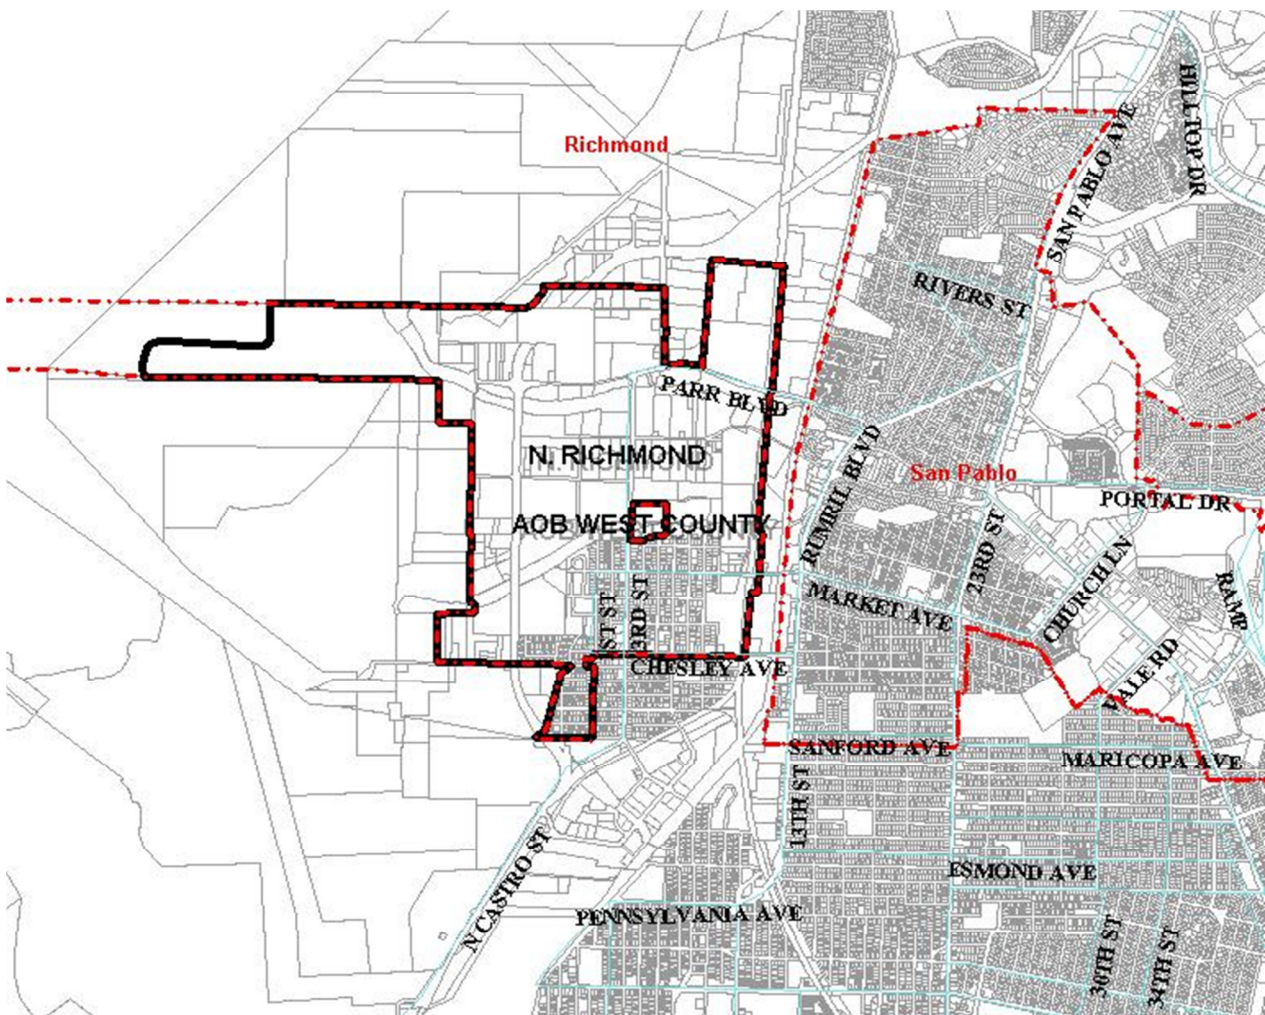 HILLTOP DR
SAN PABLO AVE
Richmond
RIVERS ST
PARR BLVD
N. RICHMOND
San Pablo
RUMRIL BLVD
PORTAL DR
AOB WEST COUNTY
23RD ST
CHURCH LN
RAMP
1ST ST
3RD ST
MARKET AVE
CHESLEY AVE
VALE RD
SANFORD AVE
MARICOPA AVE
13TH ST
N CASTRO ST
ESMOND AVE
PENNSYLVANIA AVE
30TH ST
34TH ST